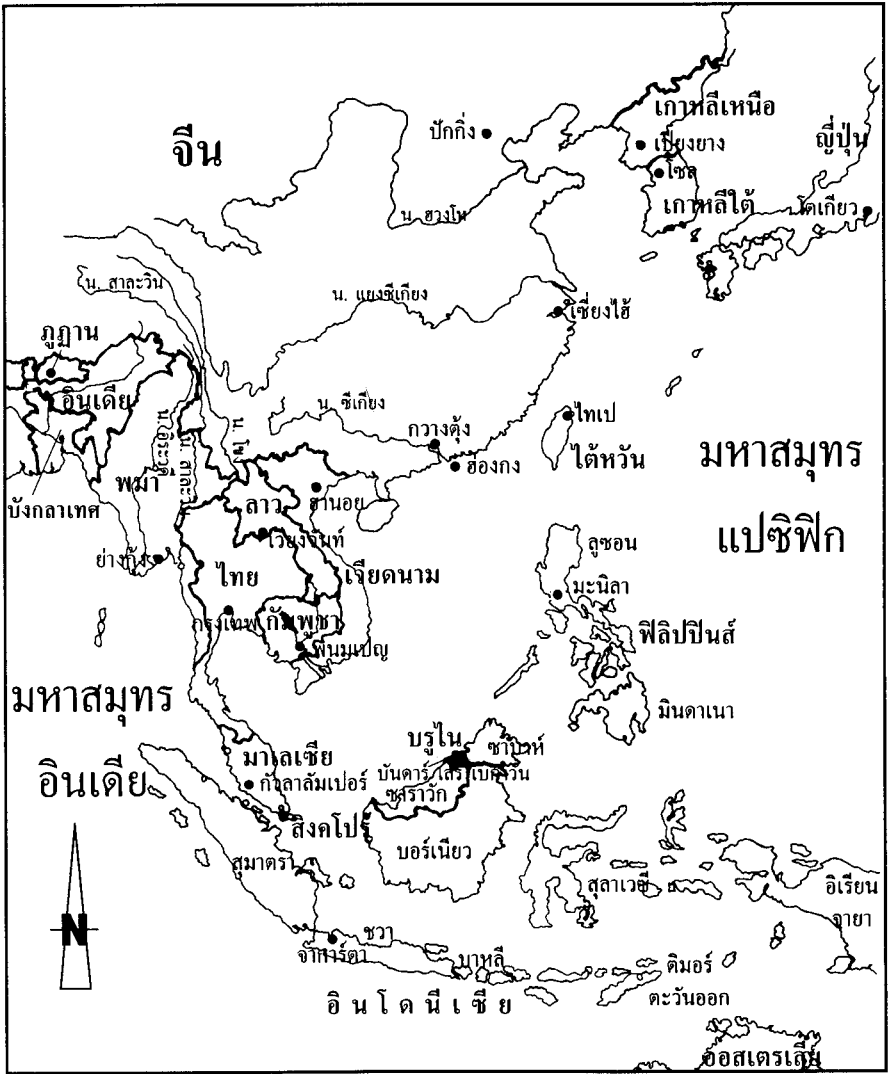 เกาหลีเหนือ
ปักกิ่ง
จีน
เปียงยาง
ญี่ปุ่น
โซล
เกาหลีใต้
โตเกียว
น. ฮวงโห
น. สาละวิน
น. แยงซีเกียง
เซี่ยงไฮ้
ภูฏาน
อินเดีย
น. ซีเกียง
น. โขง
น. อิระวดี
น. สาละวิน
กวางตุ้ง
ไทเป
ฮ่องกง
ไต้หวัน
มหาสมุทร
แปซิฟิก
พม่า
บังกลาเทศ
ลาว
ฮานอย
เวียงจันท์
ย่างกุ้ง
ไทย
เวียดนาม
ลูซอน
มะนิลา
กรุงเทพ
กัมพูชา
พนมเปญ
ฟิลิปปินส์
มินดาเนา
มหาสมุทร
อินเดีย
มาเลเซีย
กัวลาลัมเปอร์
บรูไน
ซาบาห์
บันดาร์เสรีเบกาวัน
ซาราวัก
สิงคโปร์
บอร์เนียว
สุมาตรา
สุลาเวซี
อิเรียน
จายา
N
ชวา
จาการ์ตา
บาหลี
ติมอร์
ตะวันออก
อินโดนีเซีย
ออสเตรเลีย